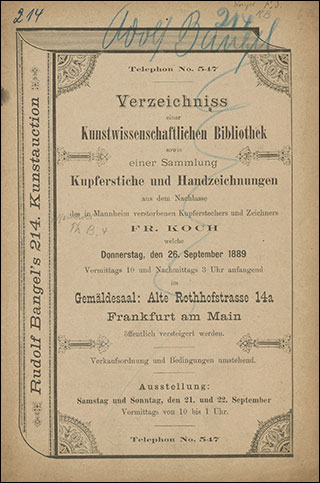 214
Adolf Bangel
214
Telephon No. 547
Rudolf Bangel's 214. Kunstauction
Verzeichniss
einer
Kunstwissenschaftlichen Bibliothek
sowie
einer Sammlung
Kupferstiche und Handzeichnungen
aus dem Nachlasse
des in Mannheim verstorbenen Kupferstechers und Zeichners
FR. KOCH
welche
Donnerstag, den 26. September 1889
Vormittags 10 und Nachmittags 3 Uhr anfangend
im
Gemäldesaal: Alte Rothhofstrasse 14a
Frankfurt am Main
öffentlich versteigert werden.
Verkaufsordnung und Bedingungen umstehend.
Ausstellung:
Samstag und Sonntag, den 21. und 22. September
Vormittags von 10 bis 1 Uhr.
Telephon No. 547